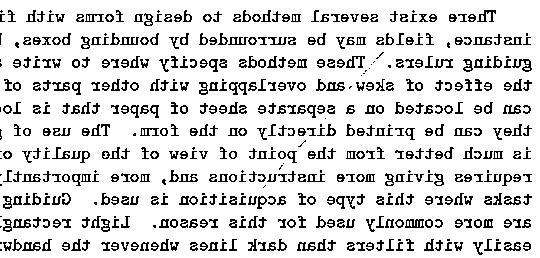 There exist several methods to design forms with fi
instance, fields may be surrounded by bounding boxes,
guiding rulers. These methods specify where to write
the effect of skew and overlapping with other parts of
can be located on a separate sheet of paper that is lo
they can be printed directly on the form. The use of
is much better from the point of view of the quality o
requires giving more instructions and, more importantly
tasks where this type of acquisition is used. Guiding
are more commonly used for this reason. Light rectangl
easily with filters than dark lines whenever the handw